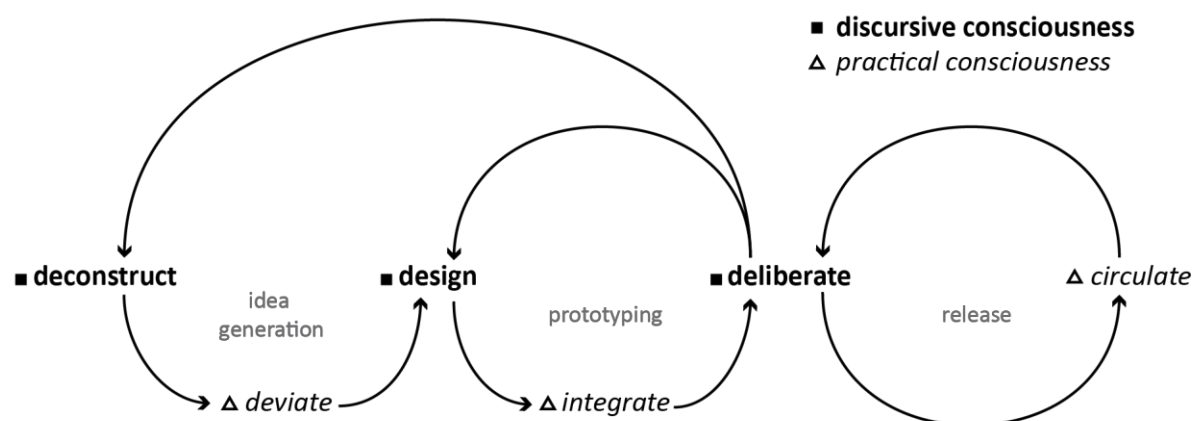 ■ discursive consciousness
△ practical consciousness
■ deconstruct
■ design
■ deliberate
△ circulate
idea
generation
prototyping
release
△ deviate
△ integrate